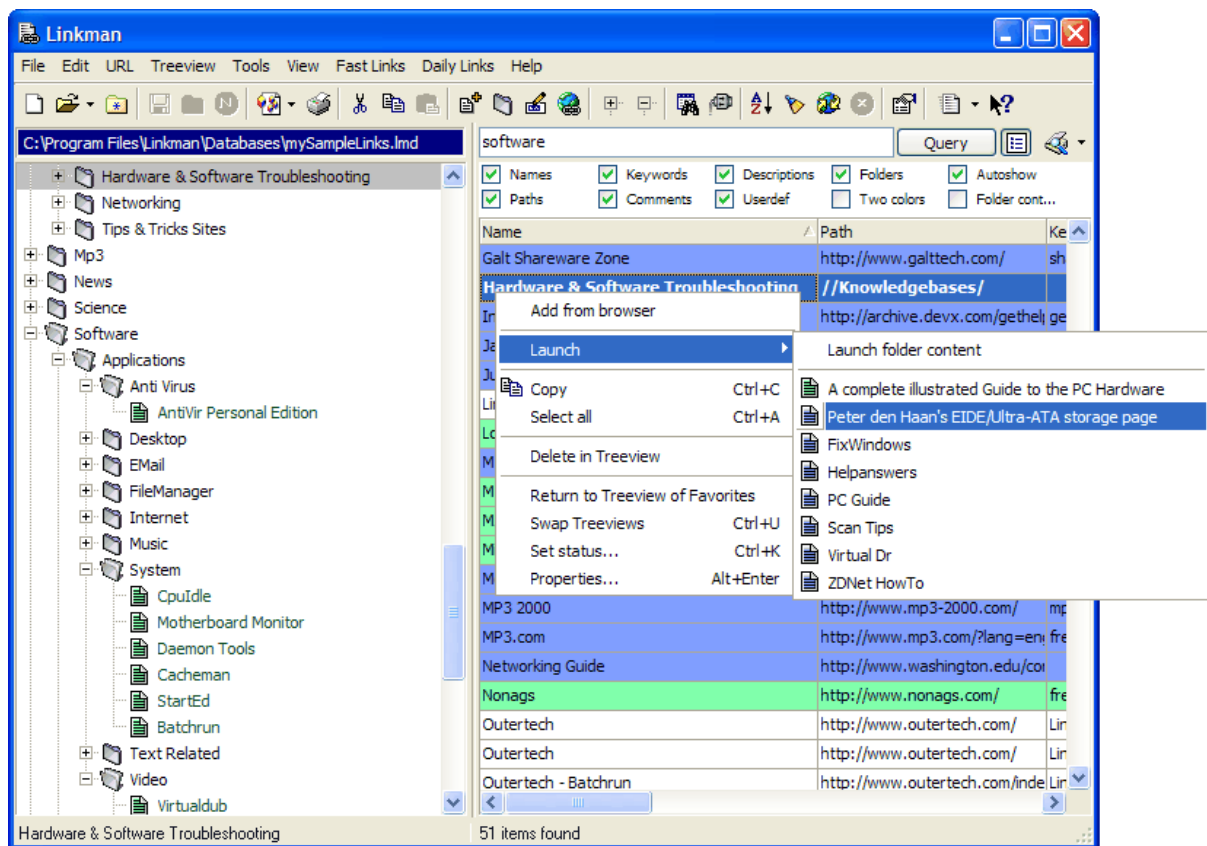 Linkman
File Edit URL Treeview Tools View Fast Links Daily Links Help
C:\Program Files\Linkman\Databases\mySampleLinks.lmd
Hardware & Software Troubleshooting
Networking
Tips & Tricks Sites
Mp3
News
Science
Software
Applications
Anti Virus
AntiVir Personal Edition
Desktop
EMail
FileManager
Internet
Music
System
CpuIdle
Motherboard Monitor
Daemon Tools
Cacheman
StartEd
Batchrun
Text Related
Video
Virtualdub
software Query
Names Keywords Descriptions Folders Autoshow
Paths Comments Userdef Two colors Folder cont...
Name Path Ke
Galt Shareware Zone http://www.galttech.com/ sh
Hardware & Software Troubleshooting //Knowledgebases/
http://archive.devx.com/gethel ge
Add from browser
Launch
Copy Ctrl+C
Select all Ctrl+A
Delete in Treeview
Return to Treeview of Favorites
Swap Treeviews Ctrl+U
Set status... Ctrl+K
Properties... Alt+Enter
Launch folder content
A complete illustrated Guide to the PC Hardware
Peter den Haan's EIDE/Ultra-ATA storage page
FixWindows
Helpanswers
PC Guide
Scan Tips
Virtual Dr
ZDNet HowTo
MP3 2000 http://www.mp3-2000.com/ mp
MP3.com http://www.mp3.com/?lang=en fre
Networking Guide http://www.washington.edu/co
Nonags http://www.nonags.com/ fre
Outertech http://www.outertech.com/ Lin
Outertech http://www.outertech.com/ Lin
Outertech - Batchrun http://www.outertech.com/inde Lin
Hardware & Software Troubleshooting 51 items found